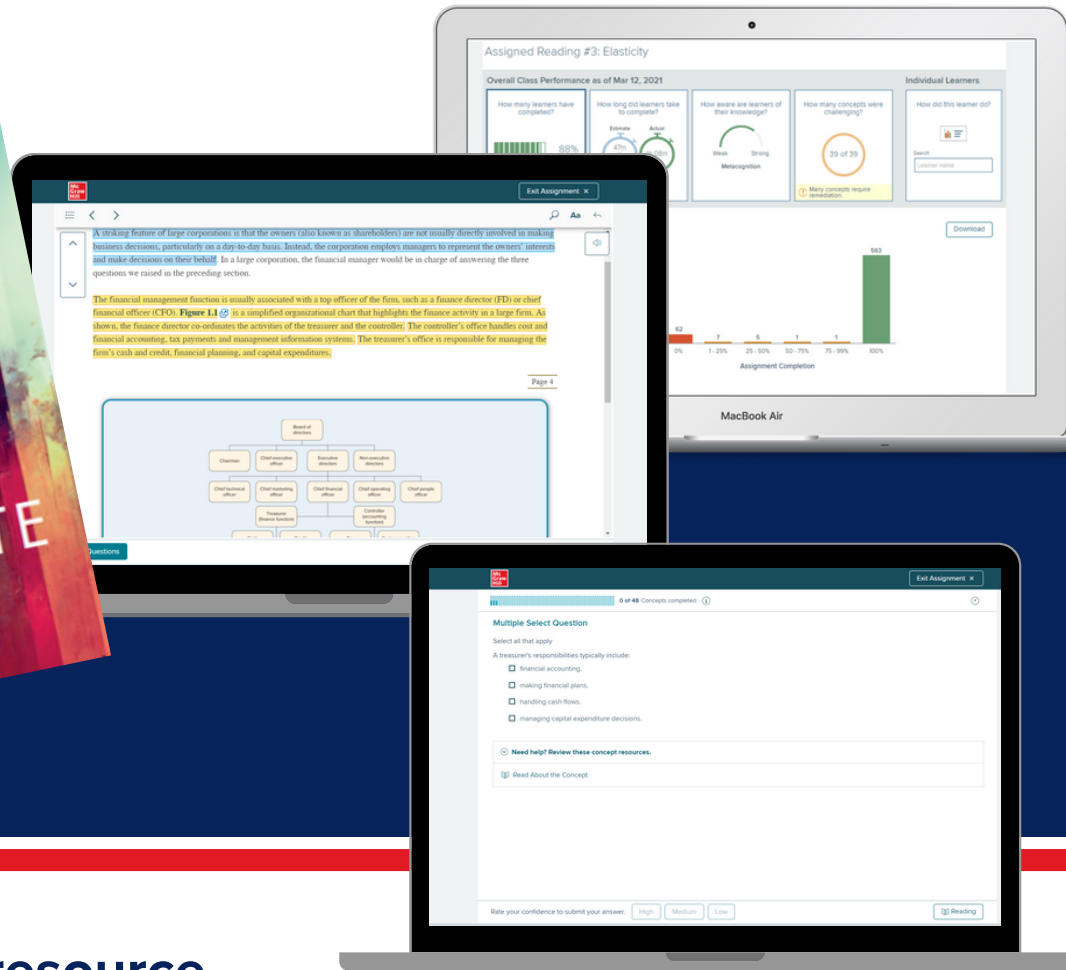 Assigned Reading #3: Elasticity
Overall Class Performance as of Mar 12, 2021
Individual Learners
How many learners have
completed?
88%
How long did learners take
to complete?
Estimate
Actual
47m
How aware are learners of
their knowledge?
Weak
Strong
Metacognition
How many concepts were
challenging?
39 of 39
Many concepts require
remediation.
How did this learner do?
Search
Learner name
Download
563
62
7
5
1
1
0%
1 - 25%
25 - 50%
50 - 75%
75 - 99%
100%
Assignment Completion
MacBook Air
Mc
Graw
Hill
Exit Assignment ×
Aa
A striking feature of large corporations is that the owners (also known as shareholders) are not usually directly involved in making
business decisions, particularly on a day-to-day basis. Instead, the corporation employs managers to represent the owners' interests
and make decisions on their behalf. In a large corporation, the financial manager would be in charge of answering the three
questions we raised in the preceding section.
The financial management function is usually associated with a top officer of the firm, such as a finance director (FD) or chief
financial officer (CFO). Figure 1.1 is a simplified organizational chart that highlights the finance activity in a large firm. As
shown, the finance director co-ordinates the activities of the treasurer and the controller. The controller's office handles cost and
financial accounting, tax payments and management information systems. The treasurer's office is responsible for managing the
firm's cash and credit, financial planning, and capital expenditures.
Page 4
Board of
directors
Chairman
Chief executive
officer
Executive
directors
Non-executive
directors
Chief technical
officer
Chief marketing
officer
Chief financial
officer
Chief operating
officer
Chief people
officer
Treasurer
(finance function)
Controller
(accounting
function)
Questions
TE
Mc
Graw
Hill
Exit Assignment ×
0 of 48 Concepts completed
Multiple Select Question
Select all that apply
A treasurer's responsibilities typically include:
financial accounting.
making financial plans.
handling cash flows.
managing capital expenditure decisions.
Need help? Review these concept resources.
Read About the Concept
Rate your confidence to submit your answer.
High
Medium
Low
Reading
resource